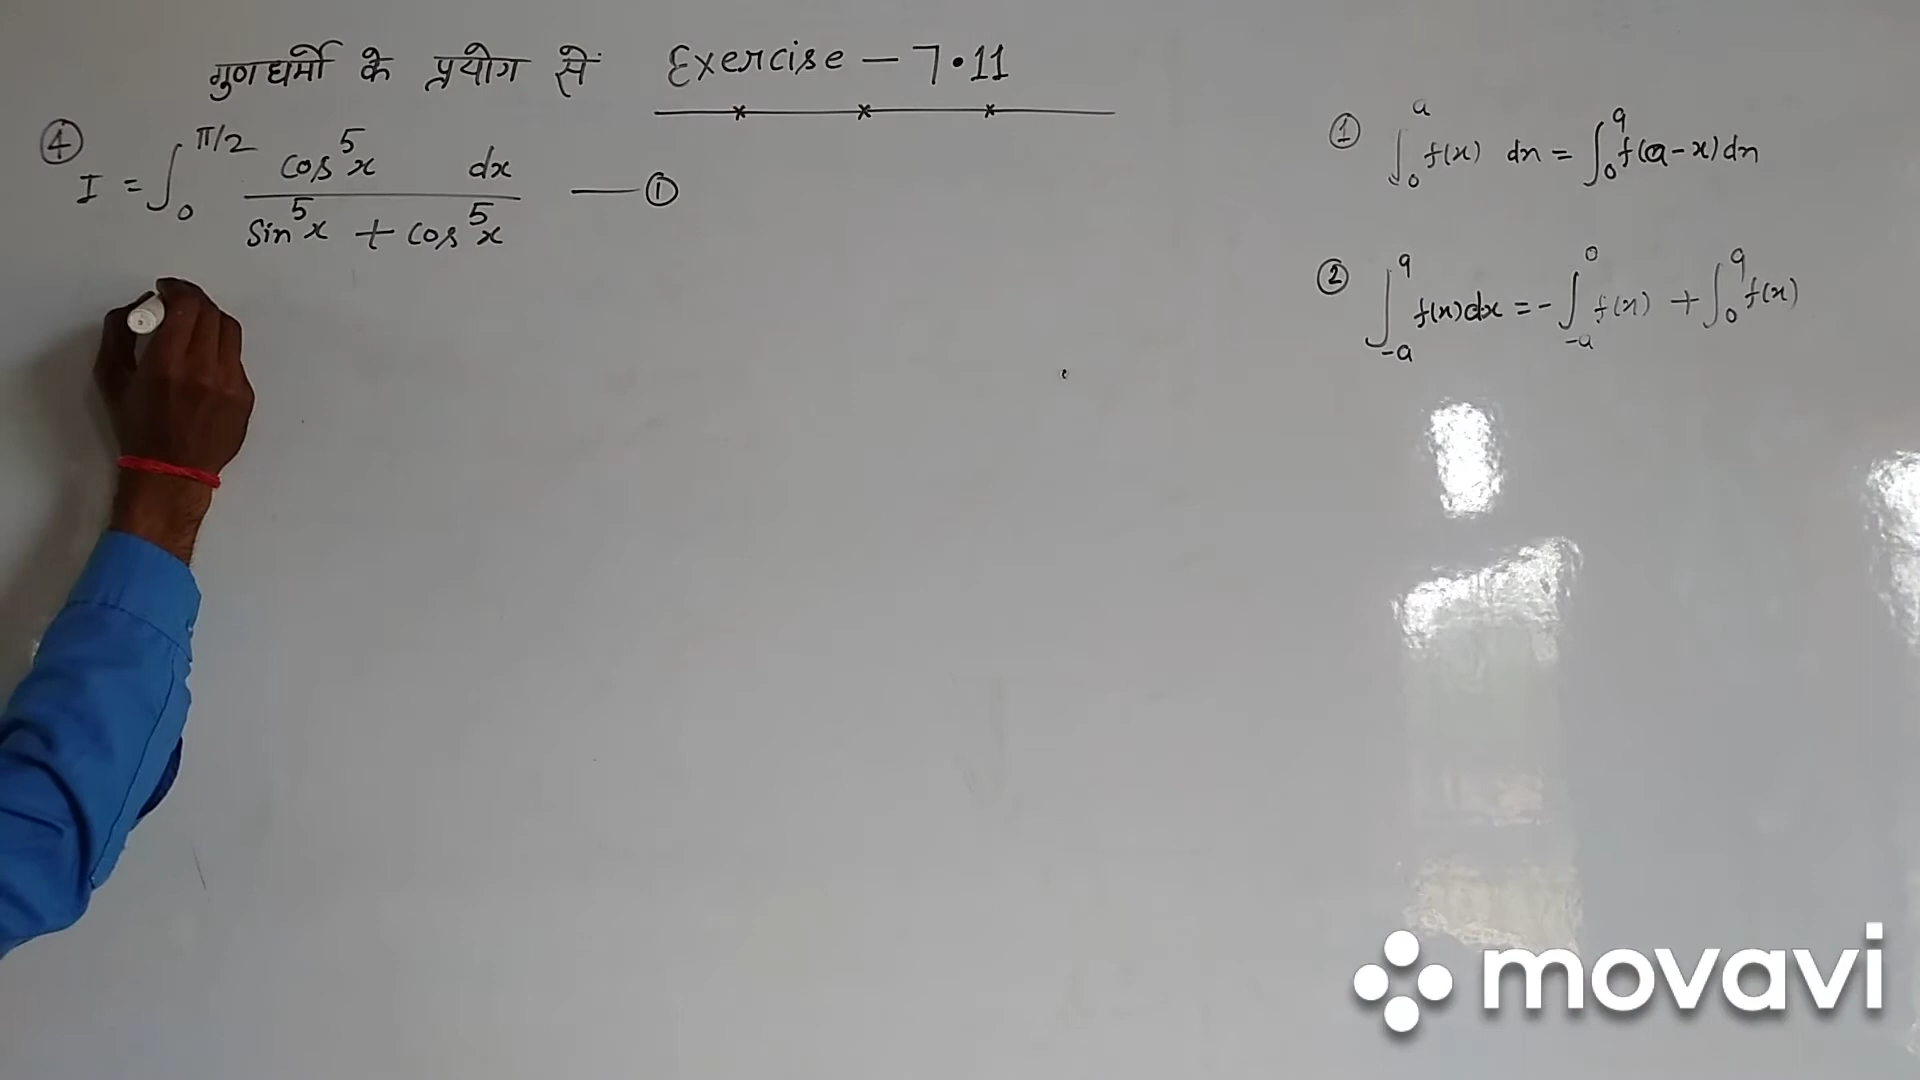 गुणधर्मो के प्रयोग से Exercise - 7.11
④ I = ∫₀^π/2 cos⁵x dx / sin⁵x + cos⁵x —— ①
① ∫₀^a f(x) dx = ∫₀^a f(a-x) dx
② ∫₋ₐ^a f(x) dx = - ∫₋ₐ^0 f(x) + ∫₀^a f(x)
movavi